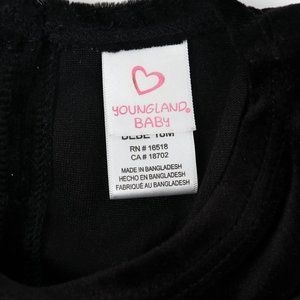 YOUNGLAND®
BABY
BEBE 18M
RN # 16518
CA # 18702
MADE IN BANGLADESH
HECHO EN BANGLADESH
FABRIQUÉ AU BANGLADESH